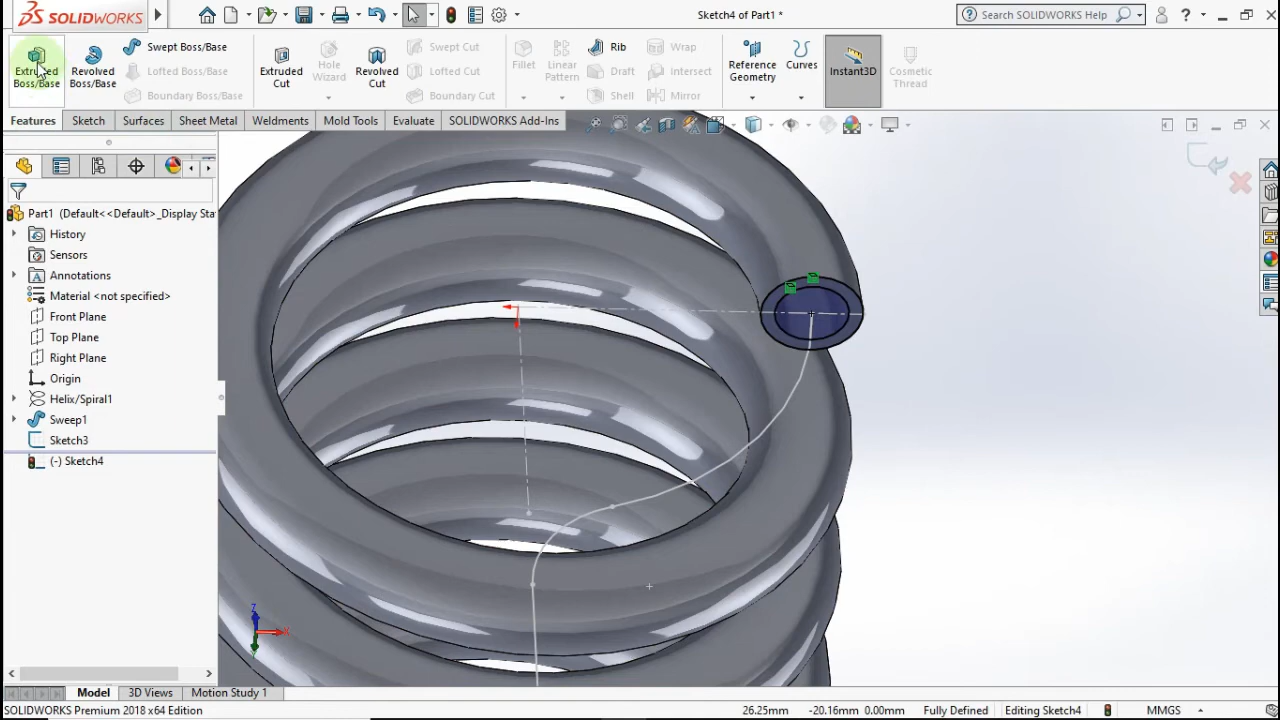 SOLIDWORKS
Sketch4 of Part1 *
Search SOLIDWORKS Help
?
Extruded Boss/Base
Revolved Boss/Base
Swept Boss/Base
Lofted Boss/Base
Boundary Boss/Base
Extruded Cut
Hole Wizard
Revolved Cut
Swept Cut
Lofted Cut
Boundary Cut
Fillet
Linear Pattern
Rib
Draft
Shell
Wrap
Intersect
Mirror
Reference Geometry
Curves
Instant3D
Cosmetic Thread
Features
Sketch
Surfaces
Sheet Metal
Weldments
Mold Tools
Evaluate
SOLIDWORKS Add-Ins
Part1 (Default<<Default>_Display Sta
History
Sensors
Annotations
Material <not specified>
Front Plane
Top Plane
Right Plane
Origin
Helix/Spiral1
Sweep1
Sketch3
(-) Sketch4
Z
X
Model
3D Views
Motion Study 1
SOLIDWORKS Premium 2018 x64 Edition
26.25mm
-20.16mm 0.00mm
Fully Defined
Editing Sketch4
MMGS